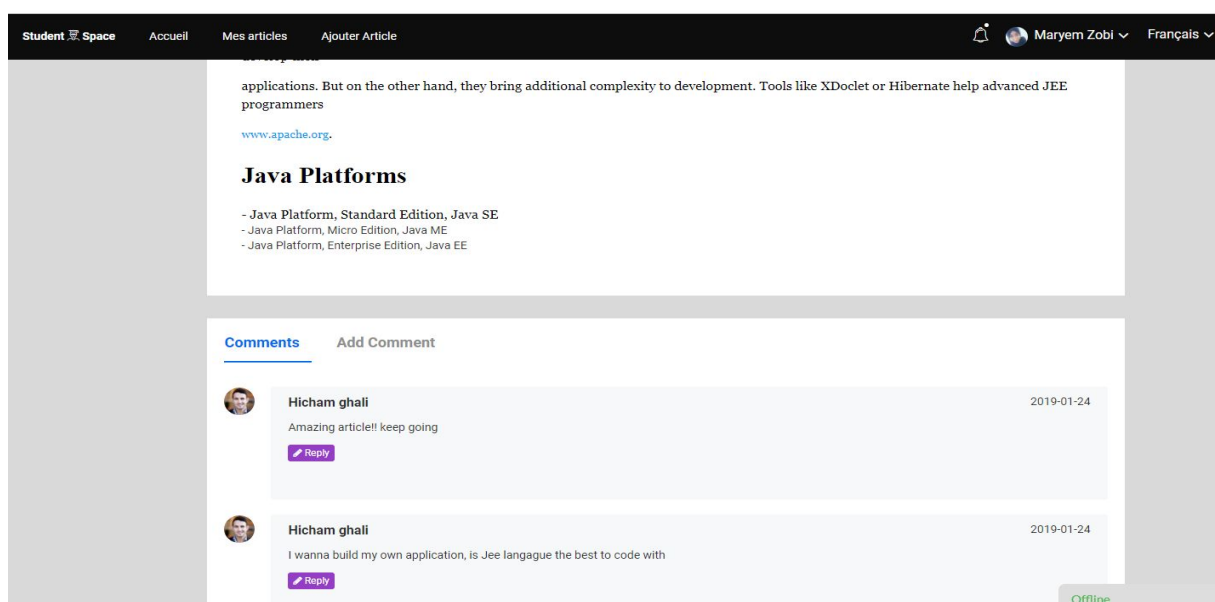 Student Space Accueil Mes articles Ajouter Article Maryem Zobi Français
develop their
applications. But on the other hand, they bring additional complexity to development. Tools like XDoclet or Hibernate help advanced JEE
programmers
www.apache.org.
Java Platforms
- Java Platform, Standard Edition, Java SE
- Java Platform, Micro Edition, Java ME
- Java Platform, Enterprise Edition, Java EE
Comments Add Comment
Hicham ghali 2019-01-24
Amazing article!! keep going
Reply
Hicham ghali 2019-01-24
I wanna build my own application, is Jee langague the best to code with
Reply
Offline